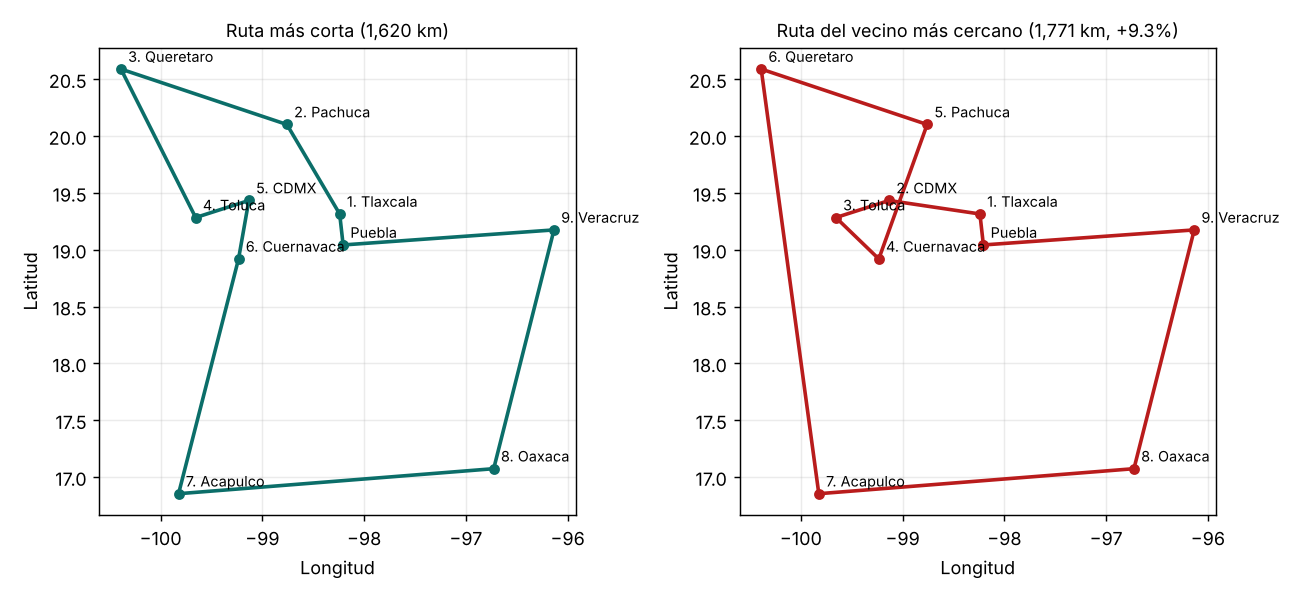 Ruta más corta (1,620 km)
3. Queretaro
2. Pachuca
5. CDMX
4. Toluca
1. Tlaxcala
9. Veracruz
Puebla
6. Cuernavaca
8. Oaxaca
7. Acapulco
20.5
20.0
19.5
19.0
18.5
18.0
17.5
17.0
Latitud
−100
−99
−98
−97
−96
Longitud
Ruta del vecino más cercano (1,771 km, +9.3%)
6. Queretaro
5. Pachuca
2. CDMX
3. Toluca
1. Tlaxcala
9. Veracruz
Puebla
4. Cuernavaca
8. Oaxaca
7. Acapulco
20.5
20.0
19.5
19.0
18.5
18.0
17.5
17.0
Latitud
−100
−99
−98
−97
−96
Longitud